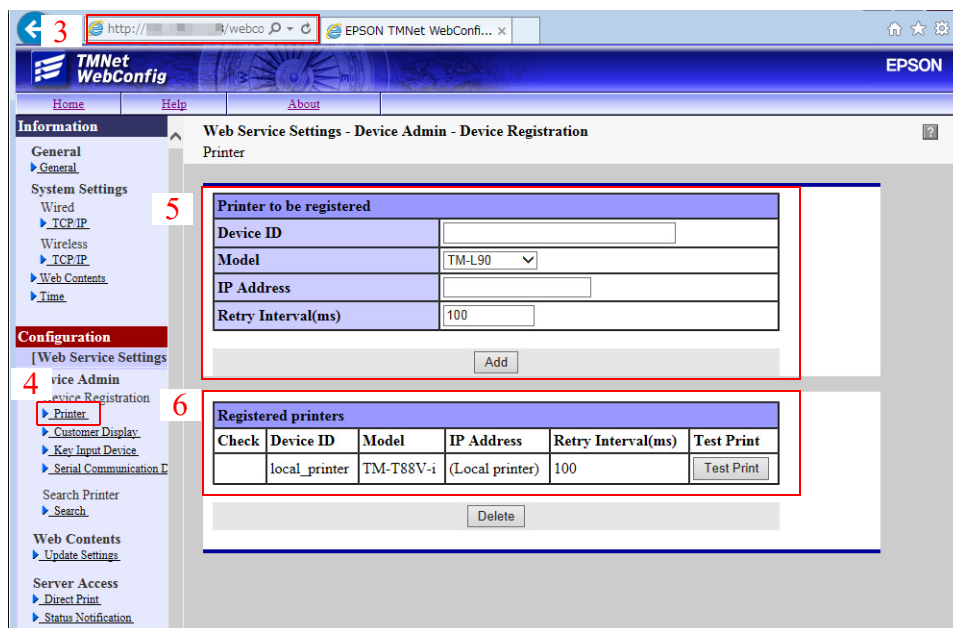 3
http:// /webco
EPSON TMNet WebConfi... ×
TMNet
WebConfig
EPSON
Home Help About
Information
General
General
System Settings
Wired
TCP/IP
Wireless
TCP/IP
Web Contents
Time
Configuration
[Web Service Settings
4
vice Admin
Device Registration
Printer
Customer Display
Key Input Device
Serial Communication D
Search Printer
Search
Web Contents
Update Settings
Server Access
Direct Print
Status Notification
Web Service Settings - Device Admin - Device Registration
?
Printer
5
Printer to be registered
Device ID
Model TM-L90
IP Address
Retry Interval(ms) 100
Add
6
Registered printers
Check Device ID Model IP Address Retry Interval(ms) Test Print
local_printer TM-T88V-i (Local printer) 100 Test Print
Delete